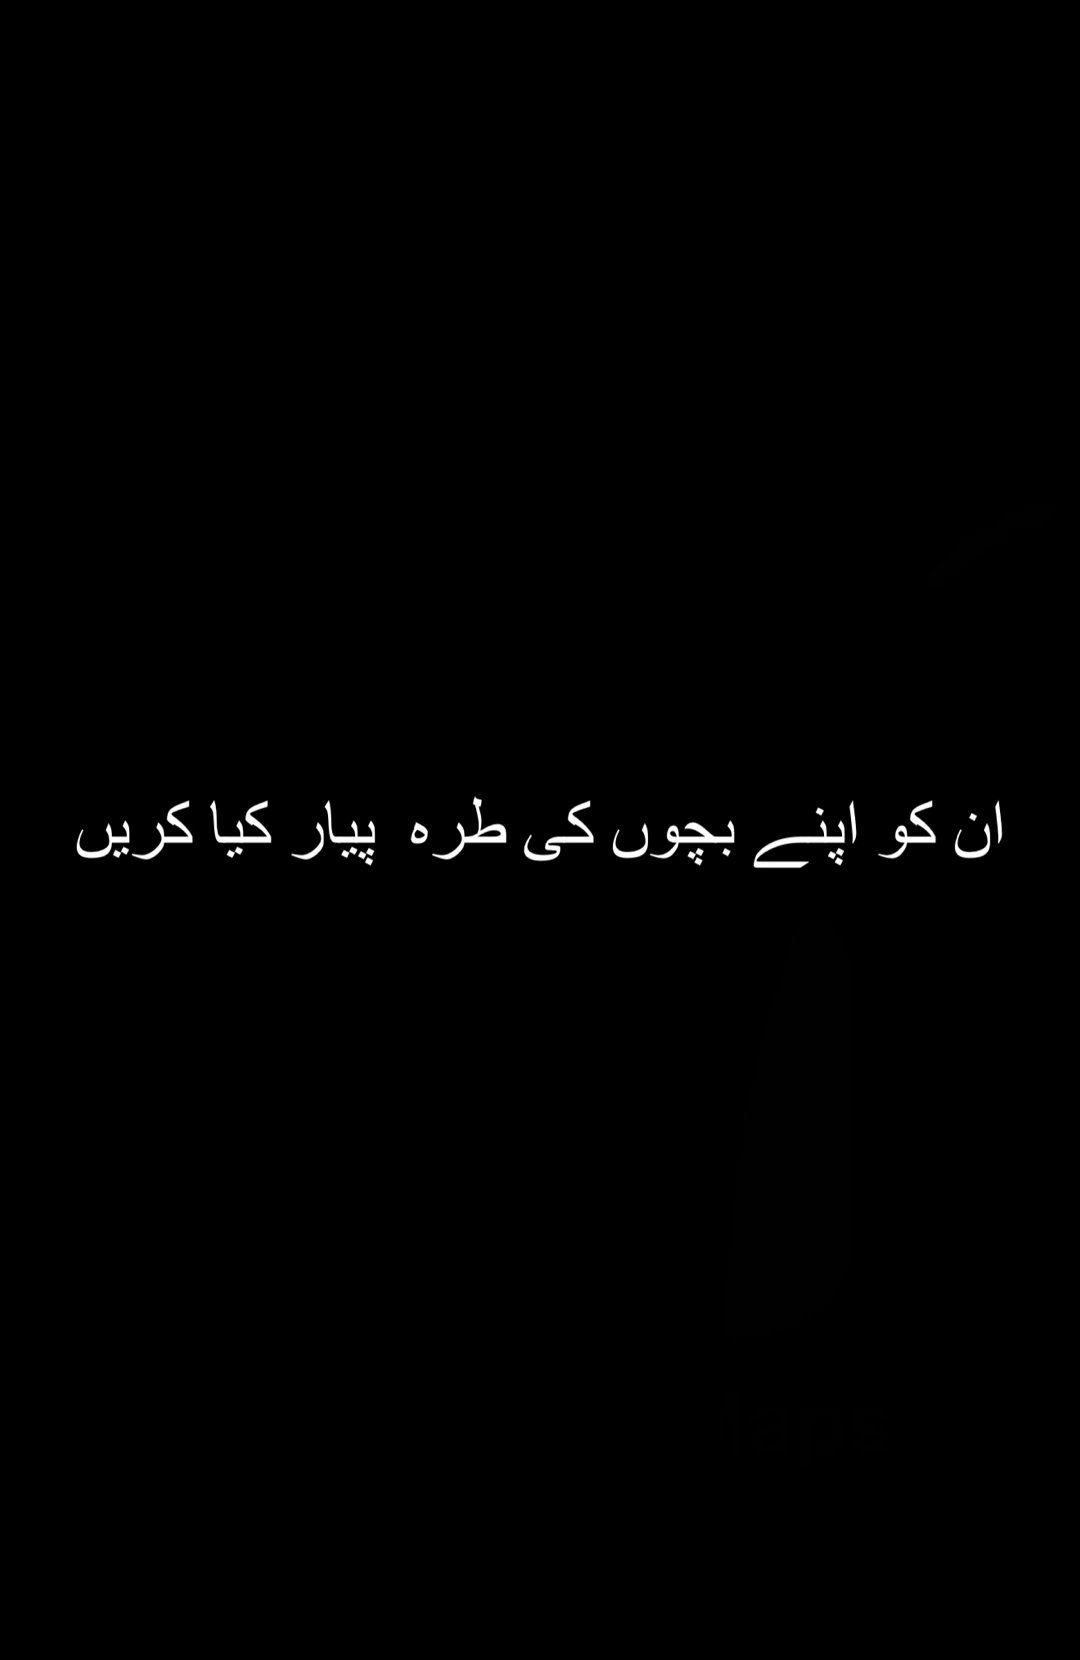 ان کو اپنے بچوں کی طرہ پیار کیا کریں